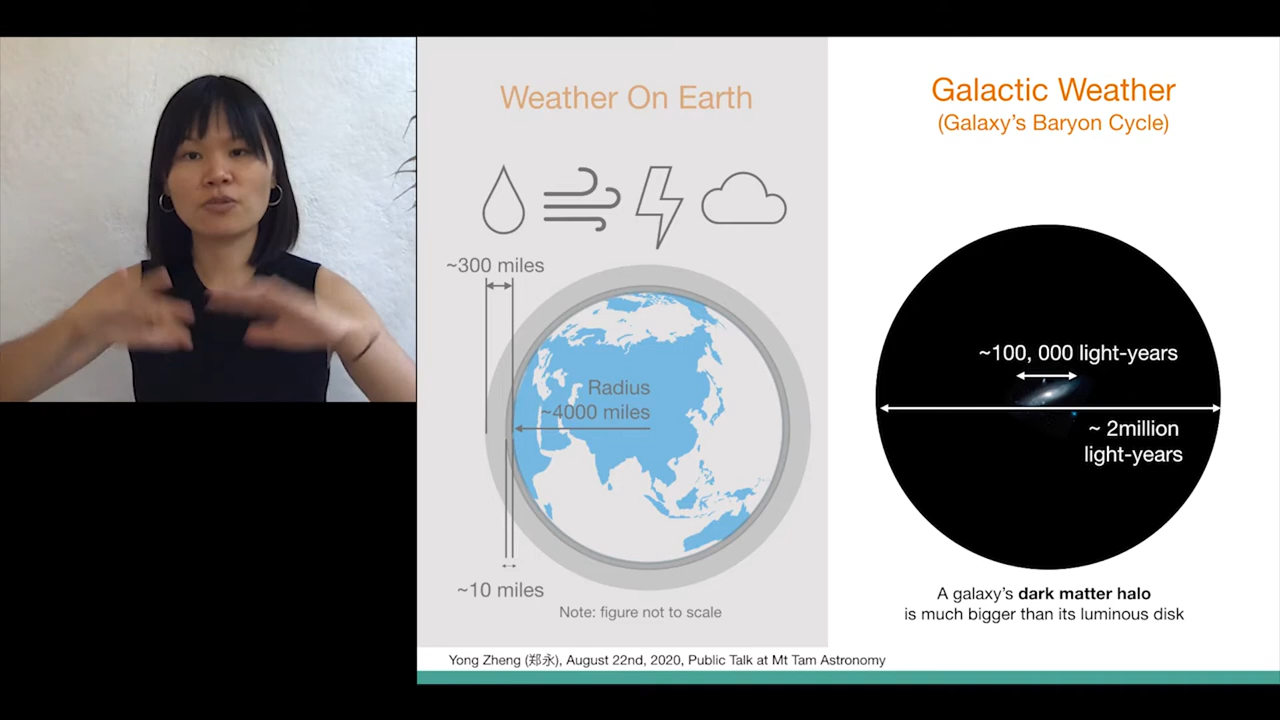 Weather On Earth
~300 miles
Radius
~4000 miles
~10 miles
Note: figure not to scale
Galactic Weather
(Galaxy's Baryon Cycle)
~100, 000 light-years
~ 2million
light-years
A galaxy's dark matter halo
is much bigger than its luminous disk
Yong Zheng (郑永), August 22nd, 2020, Public Talk at Mt Tam Astronomy